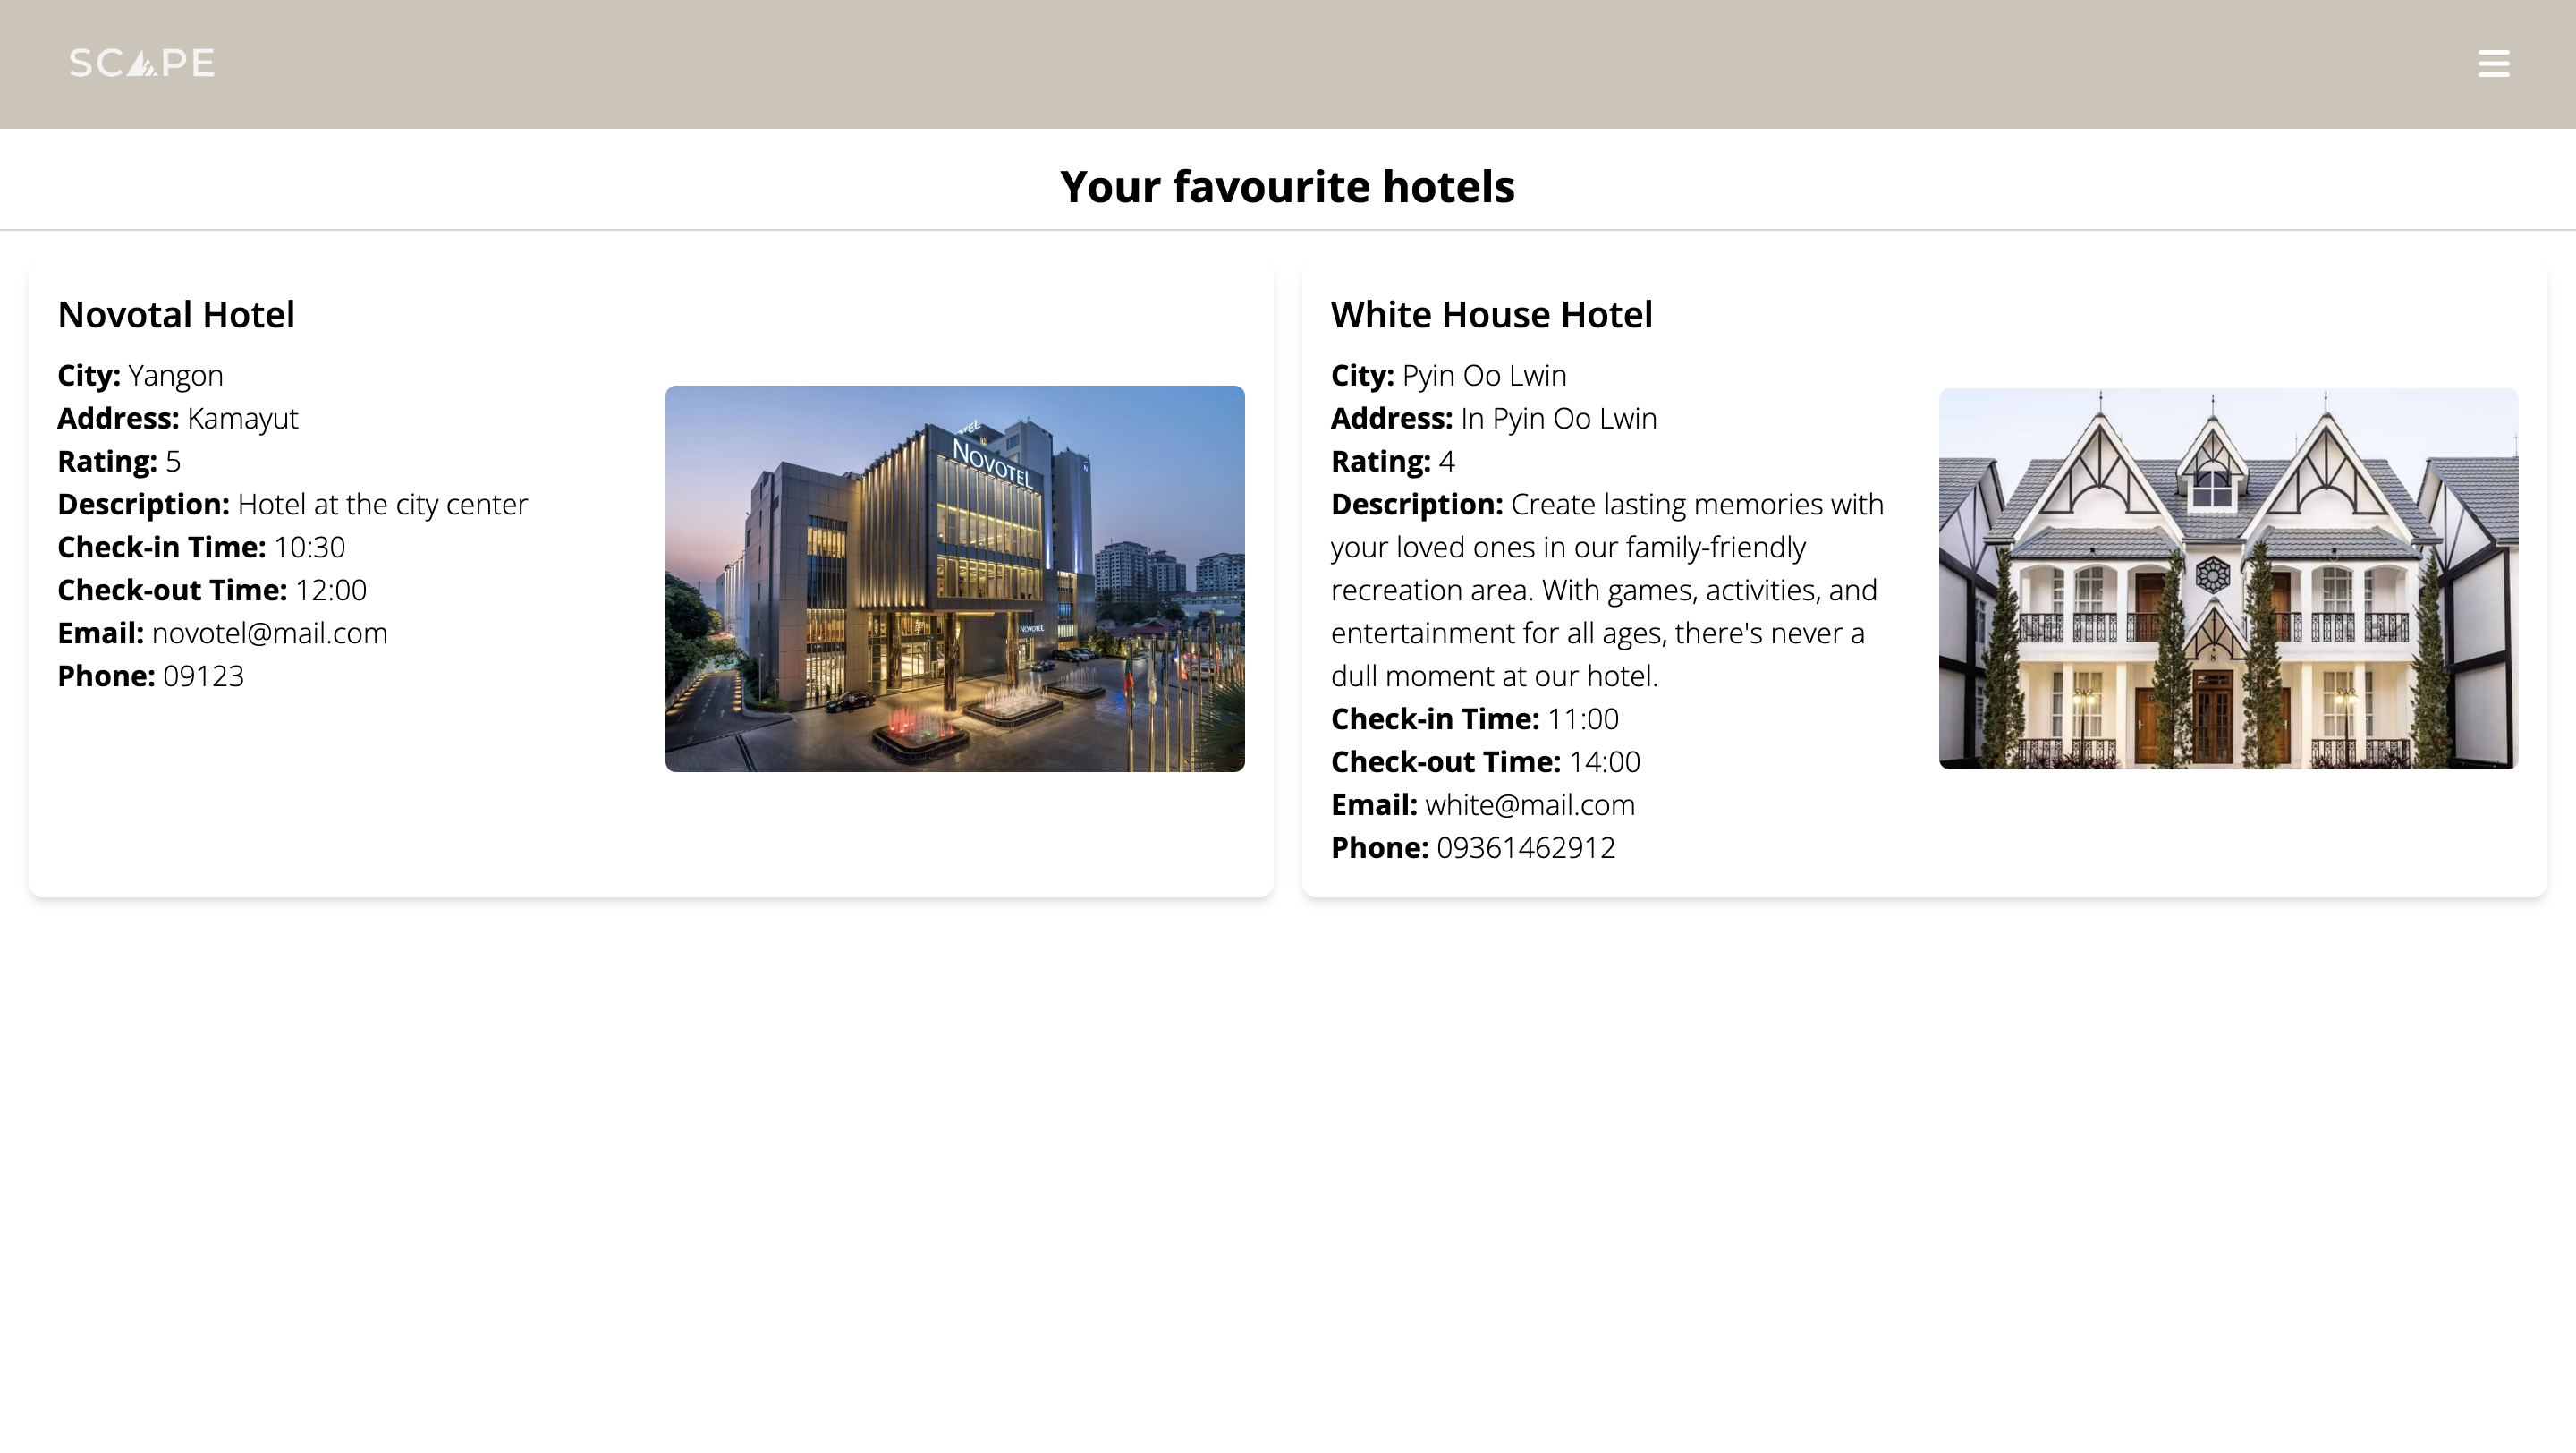 SCAPE
Your favourite hotels
Novotal Hotel
City: Yangon
Address: Kamayut
Rating: 5
Description: Hotel at the city center
Check-in Time: 10:30
Check-out Time: 12:00
Email: novotel@mail.com
Phone: 09123
NOVOTEL
NOVOTEL
White House Hotel
City: Pyin Oo Lwin
Address: In Pyin Oo Lwin
Rating: 4
Description: Create lasting memories with
your loved ones in our family-friendly
recreation area. With games, activities, and
entertainment for all ages, there's never a
dull moment at our hotel.
Check-in Time: 11:00
Check-out Time: 14:00
Email: white@mail.com
Phone: 09361462912
8